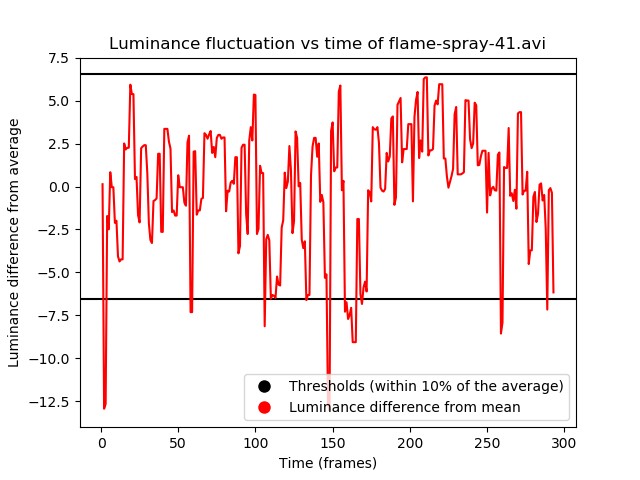 Luminance fluctuation vs time of flame-spray-41.avi
Luminance difference from average
7.5
5.0
2.5
0.0
−2.5
−5.0
−7.5
−10.0
−12.5
Thresholds (within 10% of the average)
Luminance difference from mean
0 50 100 150 200 250 300
Time (frames)